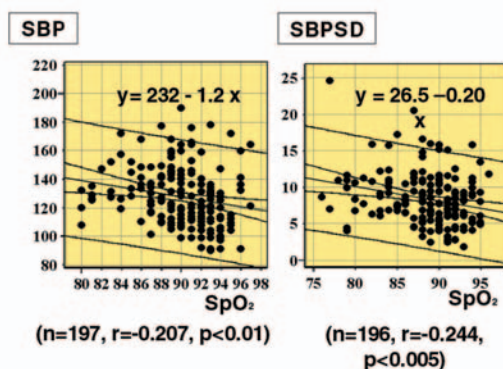 SBP
SBPSD
220
200
180
160
140
120
100
80
y = 232 - 1.2 x
80 82 84 86 88 90 92 94 96 98
SpO₂
(n=197, r=-0.207, p<0.01)
25
20
15
10
5
0
y = 26.5 –0.20
x
75 80 85 90 95
SpO₂
(n=196, r=-0.244,
p<0.005)